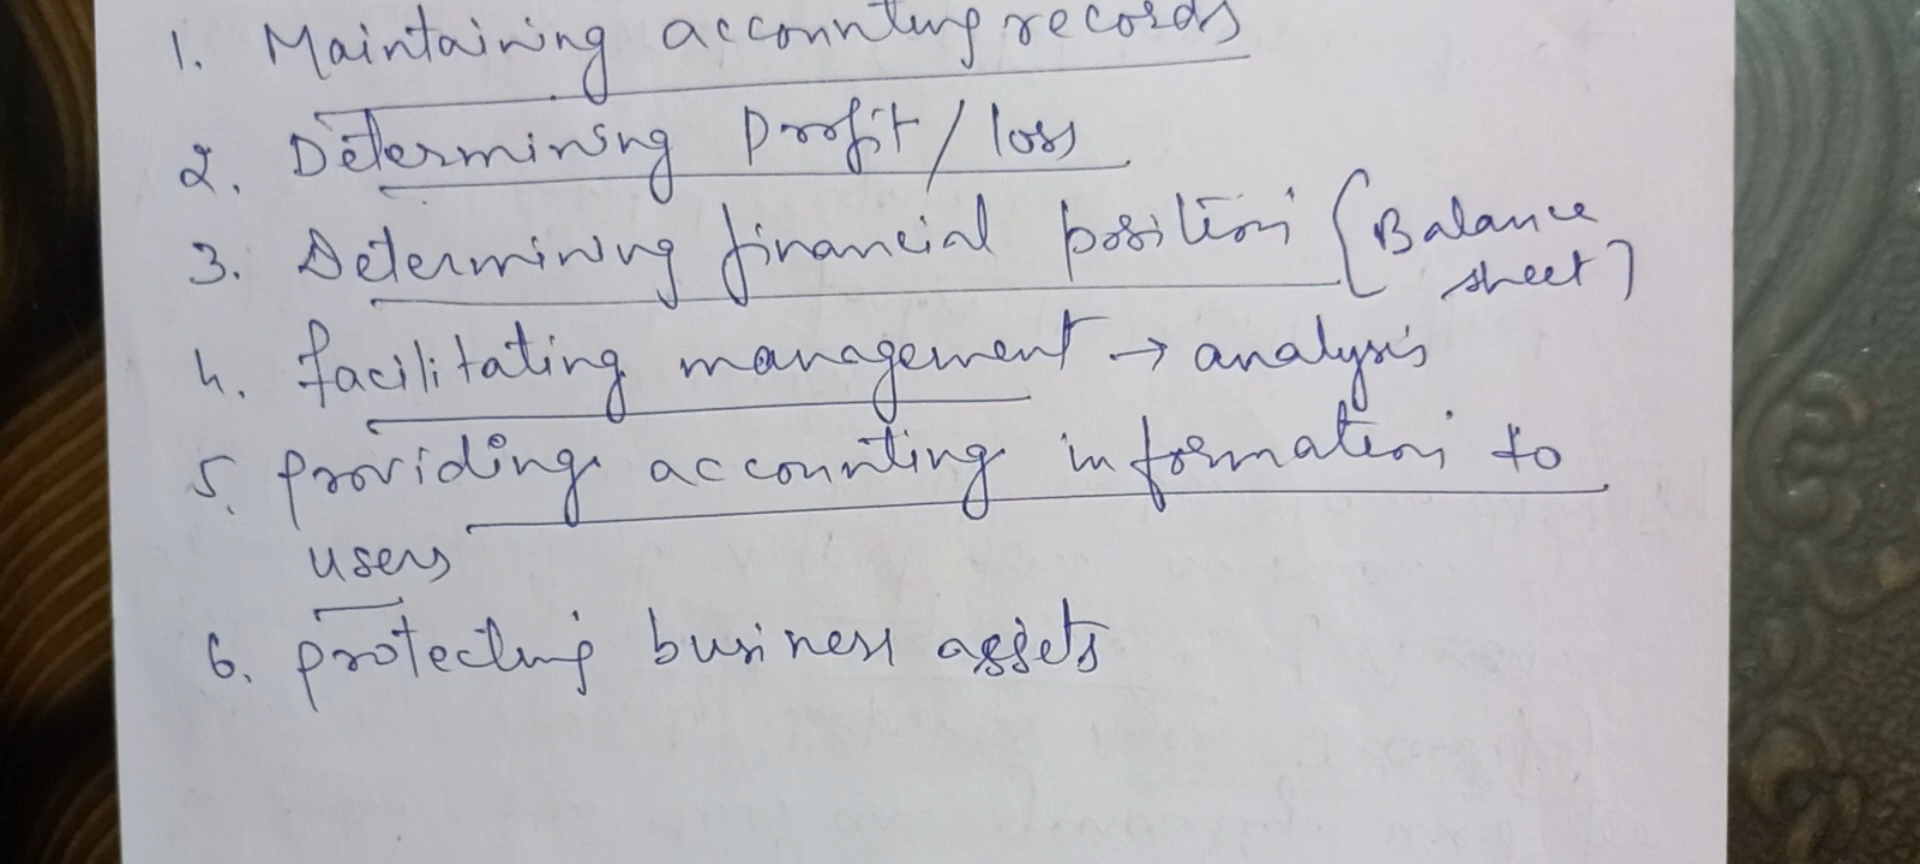 1. Maintaining accounting records
2. Determining Profit/loss
3. Determining financial position [Balance
sheet]
4. facilitating management → analysis
5. providing accounting information to
users
6. protecting business assets